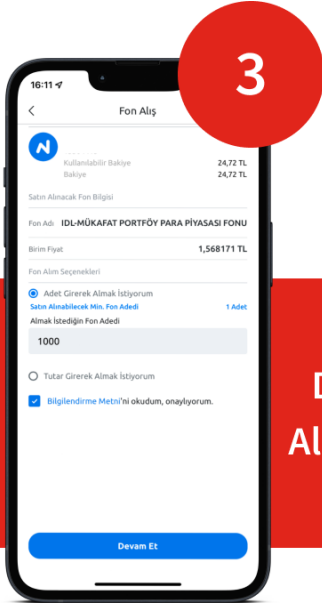 3
16:11
Fon Alış
Kullanılabilir Bakiye 24,72 TL
Bakiye 24,72 TL
Satın Alınacak Fon Bilgisi
Fon Adı IDL-MÜKAFAT PORTFÖY PARA PİYASASI FONU
Birim Fiyat 1,568171 TL
Fon Alım Seçenekleri
Adet Girerek Almak İstiyorum
Satın Alınabilecek Min. Fon Adedi 1 Adet
Almak İstediğin Fon Adedi
1000
Tutar Girerek Almak İstiyorum
Bilgilendirme Metni'ni okudum, onaylıyorum.
Al
Devam Et